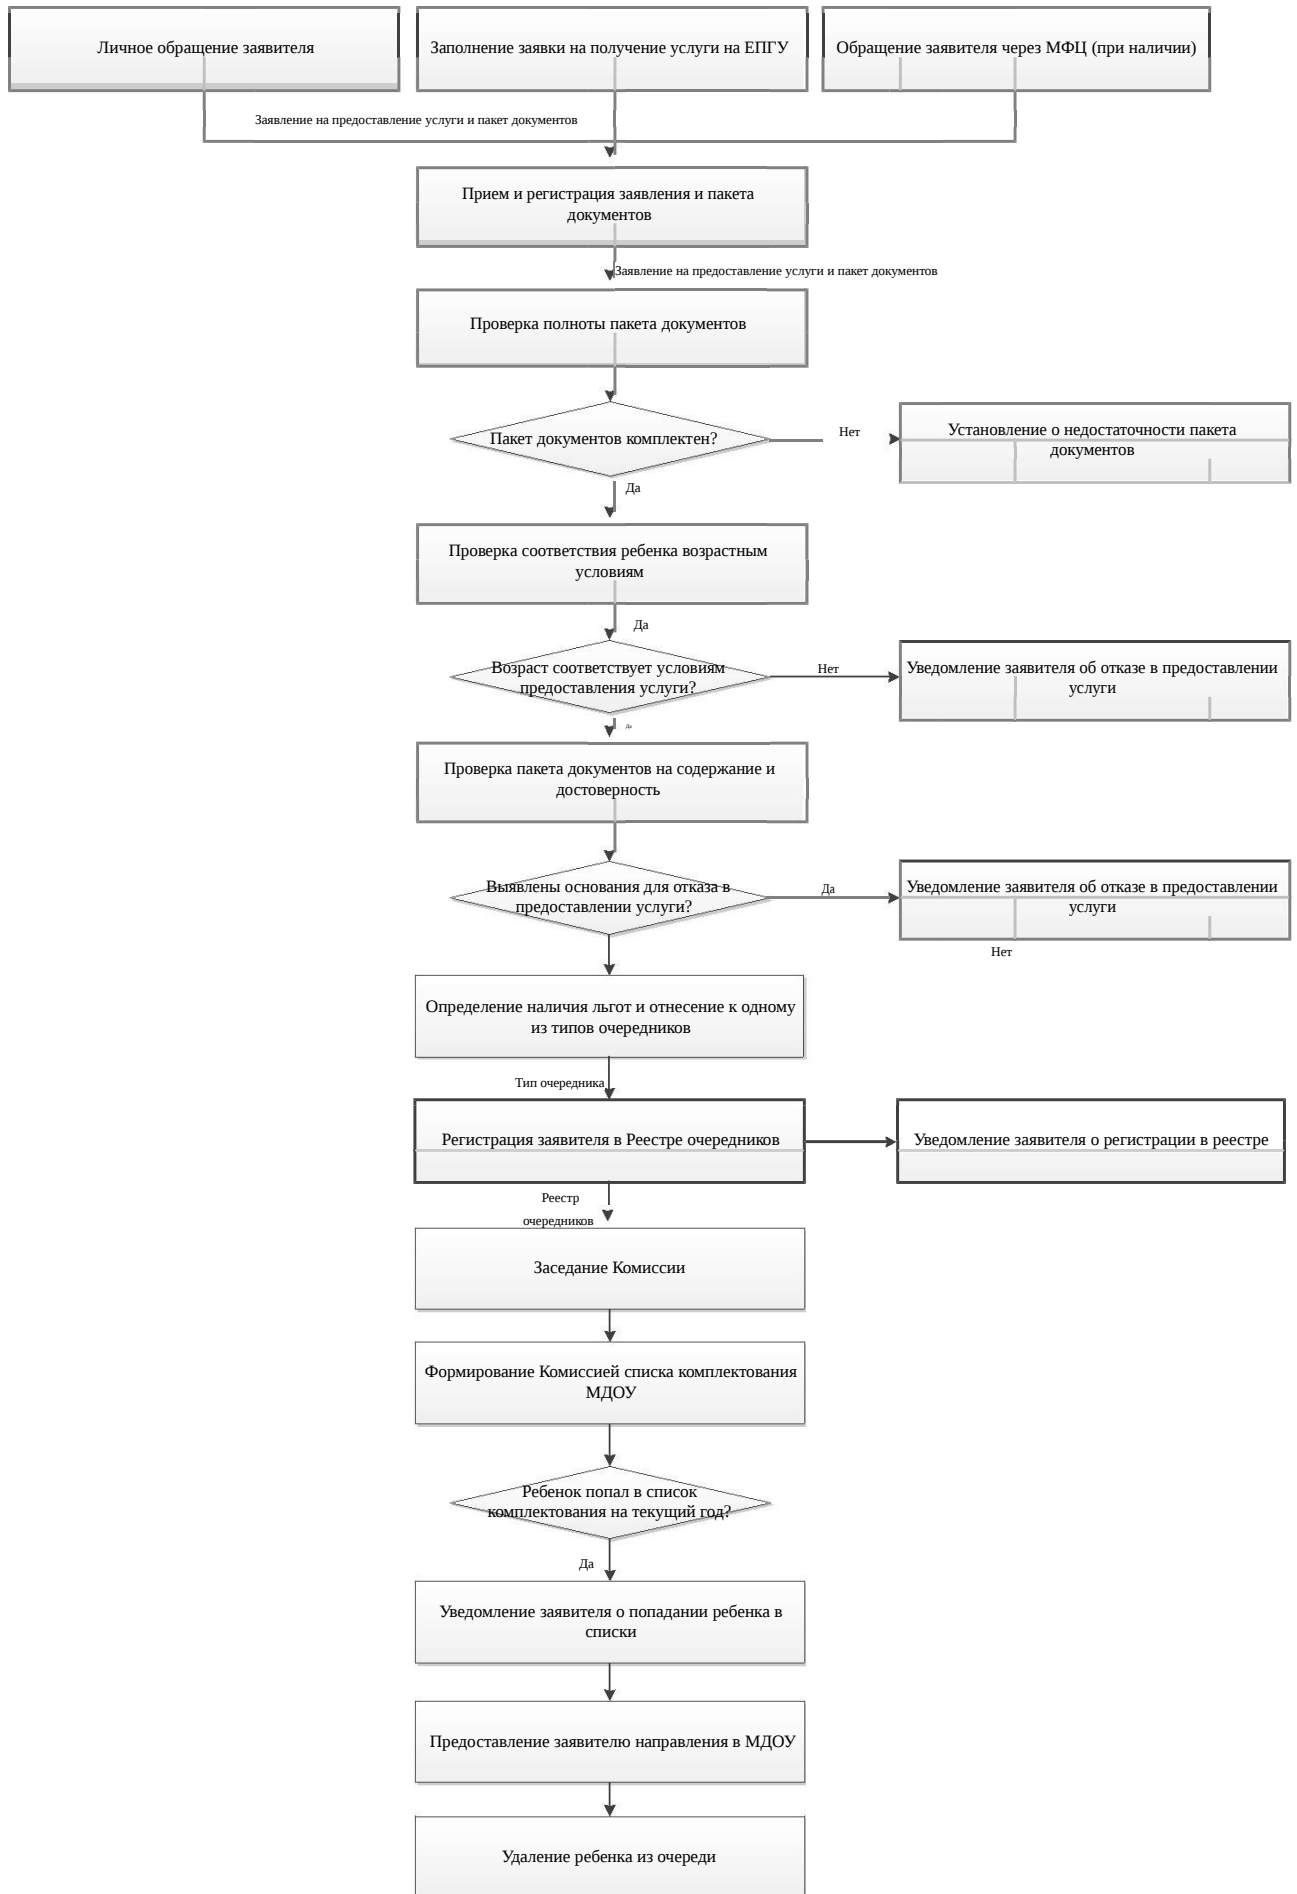 Личное обращение заявителя
Заполнение заявки на получение услуги на ЕПГУ
Обращение заявителя через МФЦ (при наличии)
Заявление на предоставление услуги и пакет документов
Прием и регистрация заявления и пакета
документов
Заявление на предоставление услуги и пакет документов
Проверка полноты пакета документов
Пакет документов комплектен?
Нет
Установление о недостаточности пакета
документов
Да
Проверка соответствия ребенка возрастным
условиям
Да
Возраст соответствует условиям
предоставления услуги?
Нет
Уведомление заявителя об отказе в предоставлении
услуги
Да
Проверка пакета документов на содержание и
достоверность
Выявлены основания для отказа в
предоставлении услуги?
Да
Уведомление заявителя об отказе в предоставлении
услуги
Нет
Определение наличия льгот и отнесение к одному
из типов очередников
Тип очередника
Регистрация заявителя в Реестре очередников
Уведомление заявителя о регистрации в реестре
Реестр
очередников
Заседание Комиссии
Формирование Комиссией списка комплектования
МДОУ
Ребенок попал в список
комплектования на текущий год?
Да
Уведомление заявителя о попадании ребенка в
списки
Предоставление заявителю направления в МДОУ
Удаление ребенка из очереди